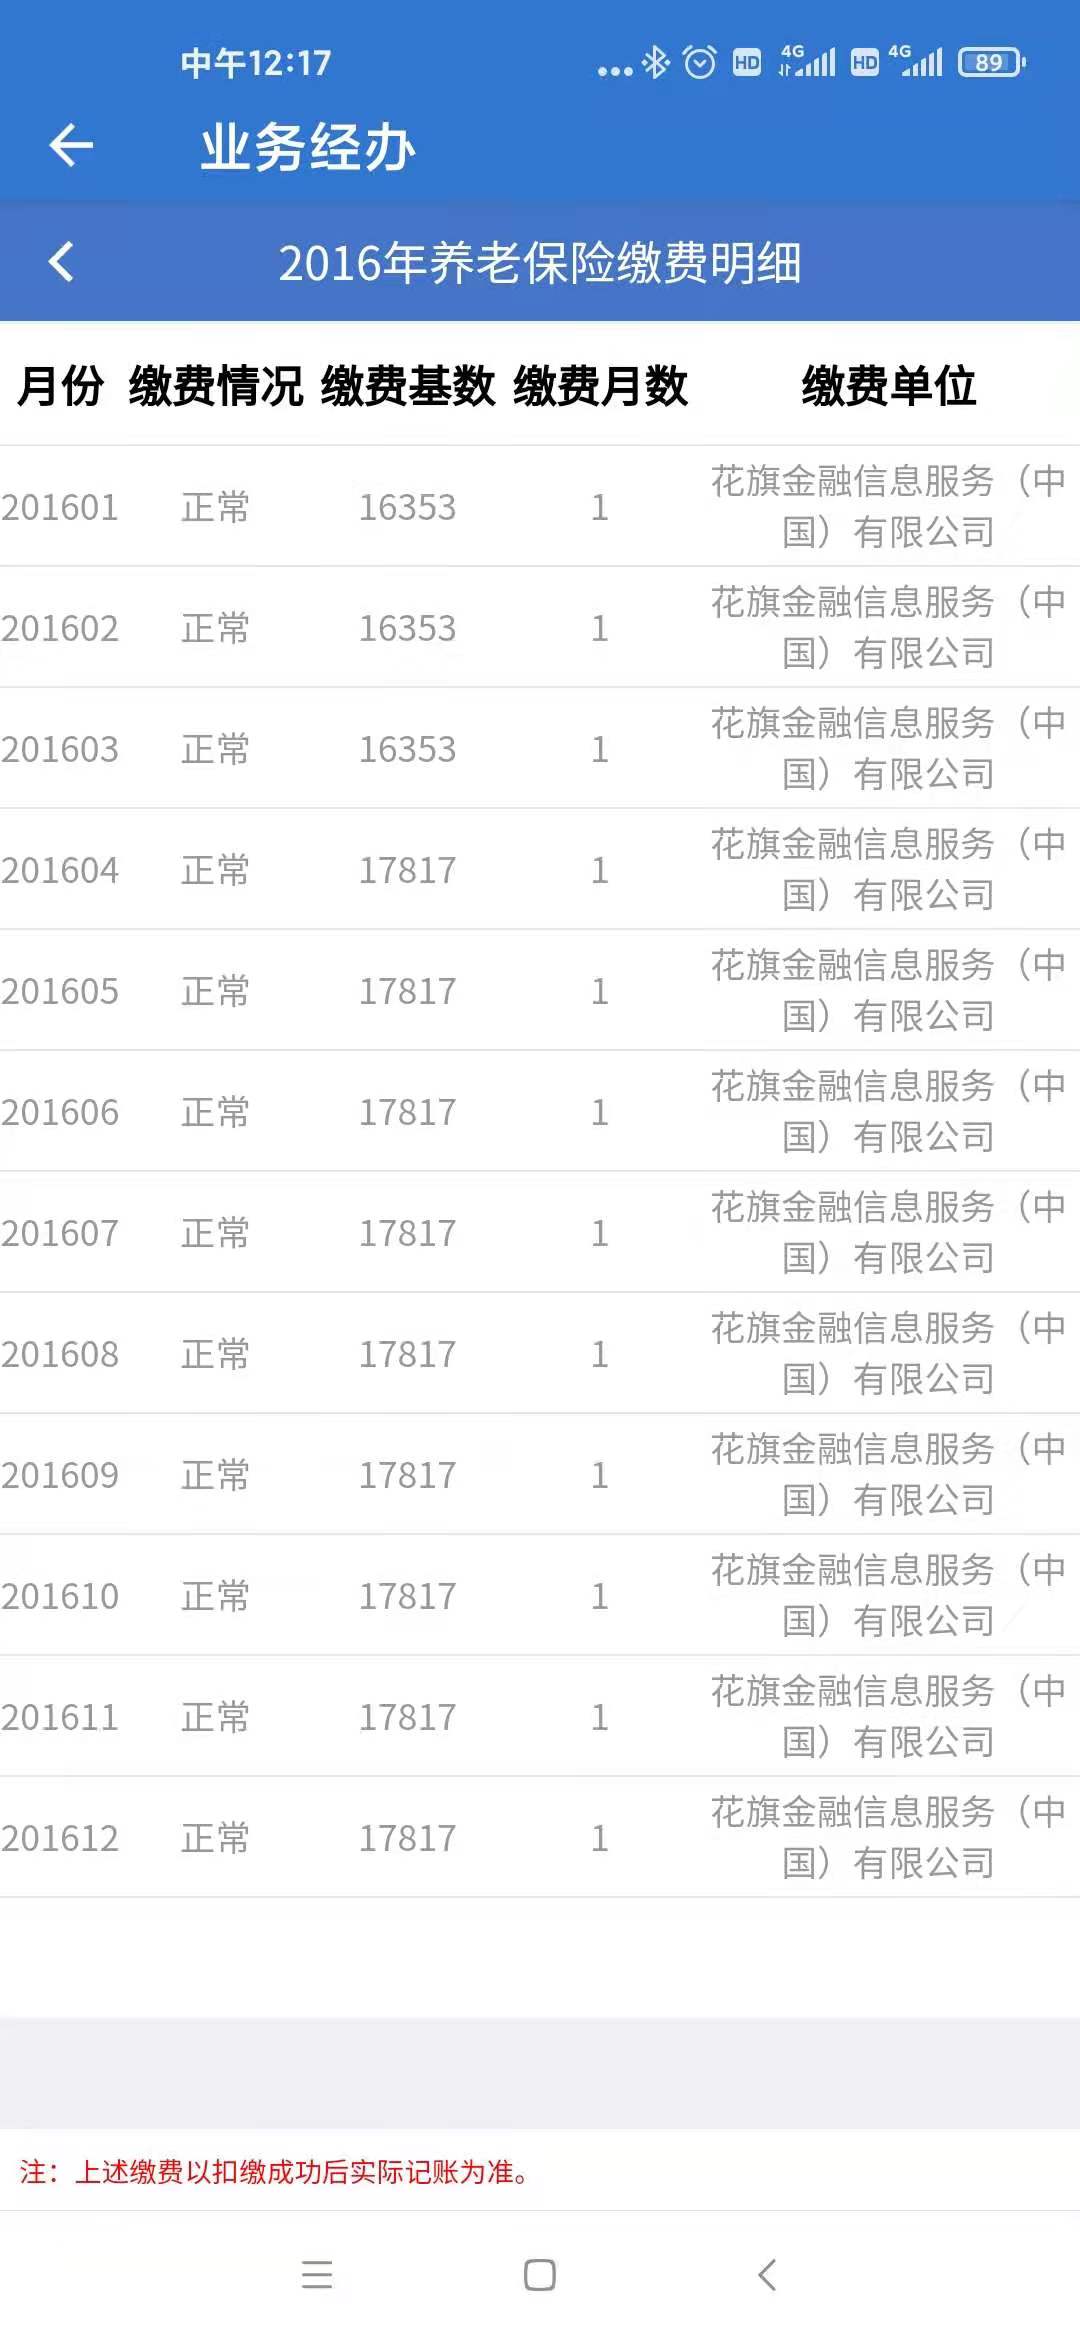 中午12:17 ... HD 4G HD 4G 89
业务经办
2016年养老保险缴费明细
月份 缴费情况 缴费基数 缴费月数 缴费单位
201601 正常 16353 1 花旗金融信息服务（中
国）有限公司
201602 正常 16353 1 花旗金融信息服务（中
国）有限公司
201603 正常 16353 1 花旗金融信息服务（中
国）有限公司
201604 正常 17817 1 花旗金融信息服务（中
国）有限公司
201605 正常 17817 1 花旗金融信息服务（中
国）有限公司
201606 正常 17817 1 花旗金融信息服务（中
国）有限公司
201607 正常 17817 1 花旗金融信息服务（中
国）有限公司
201608 正常 17817 1 花旗金融信息服务（中
国）有限公司
201609 正常 17817 1 花旗金融信息服务（中
国）有限公司
201610 正常 17817 1 花旗金融信息服务（中
国）有限公司
201611 正常 17817 1 花旗金融信息服务（中
国）有限公司
201612 正常 17817 1 花旗金融信息服务（中
国）有限公司
注：上述缴费以扣缴成功后实际记账为准。